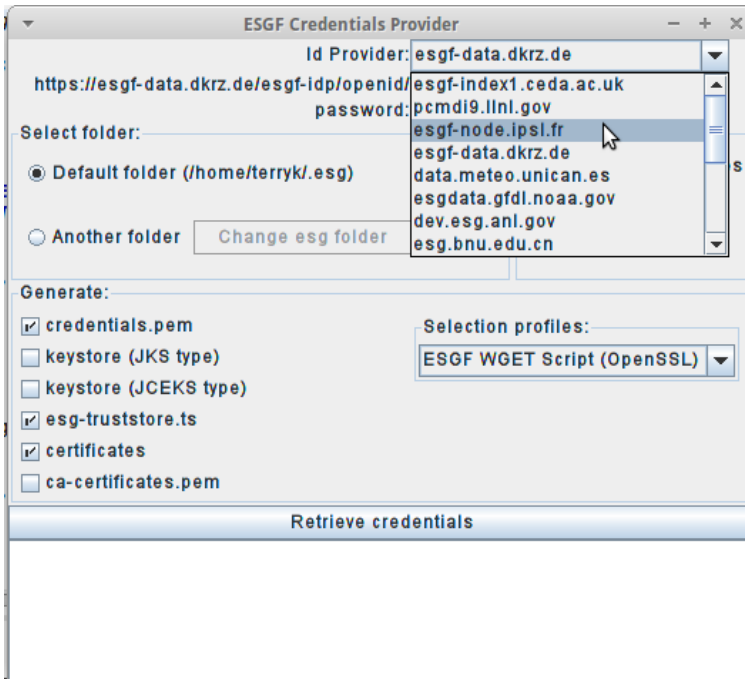 ESGF Credentials Provider
Id Provider: esgf-data.dkrz.de
https://esgf-data.dkrz.de/esgf-idp/openid/
password:
esgf-index1.ceda.ac.uk
pcmdi9.llnl.gov
esgf-node.ipsl.fr
esgf-data.dkrz.de
data.meteo.unican.es
esgdata.gfdl.noaa.gov
dev.esg.anl.gov
esg.bnu.edu.cn
Select folder:
Default folder (/home/terryk/.esg)
Another folder
Change esg folder
Generate:
credentials.pem
keystore (JKS type)
keystore (JCEKS type)
esg-truststore.ts
certificates
ca-certificates.pem
Selection profiles:
ESGF WGET Script (OpenSSL)
Retrieve credentials